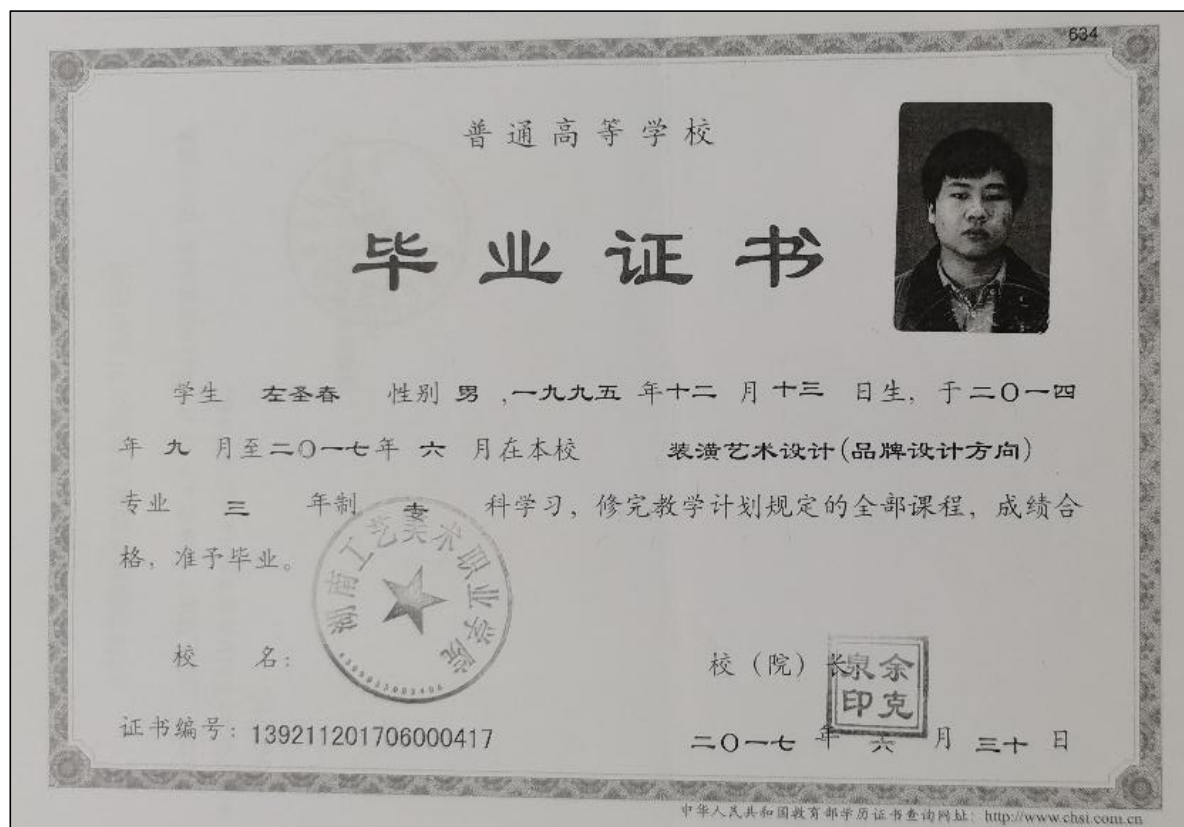 634
普通高等学校
毕业证书
学生 左圣春 性别 男 ,一九九五 年十二 月 十三 日生, 于二〇一四
年 九 月至二〇一七年 六 月在本校 装潢艺术设计(品牌设计方向)
专业 三 年制 专 科学习, 修完教学计划规定的全部课程, 成绩合
格, 准予毕业。
湖南工艺美术职业学院
校 名:
校 (院) 长
余克泉印
证书编号: 139211201706000417
二〇一七 年 六 月 三十 日
中华人民共和国教育部学历证书查询网址: http://www.chsi.com.cn